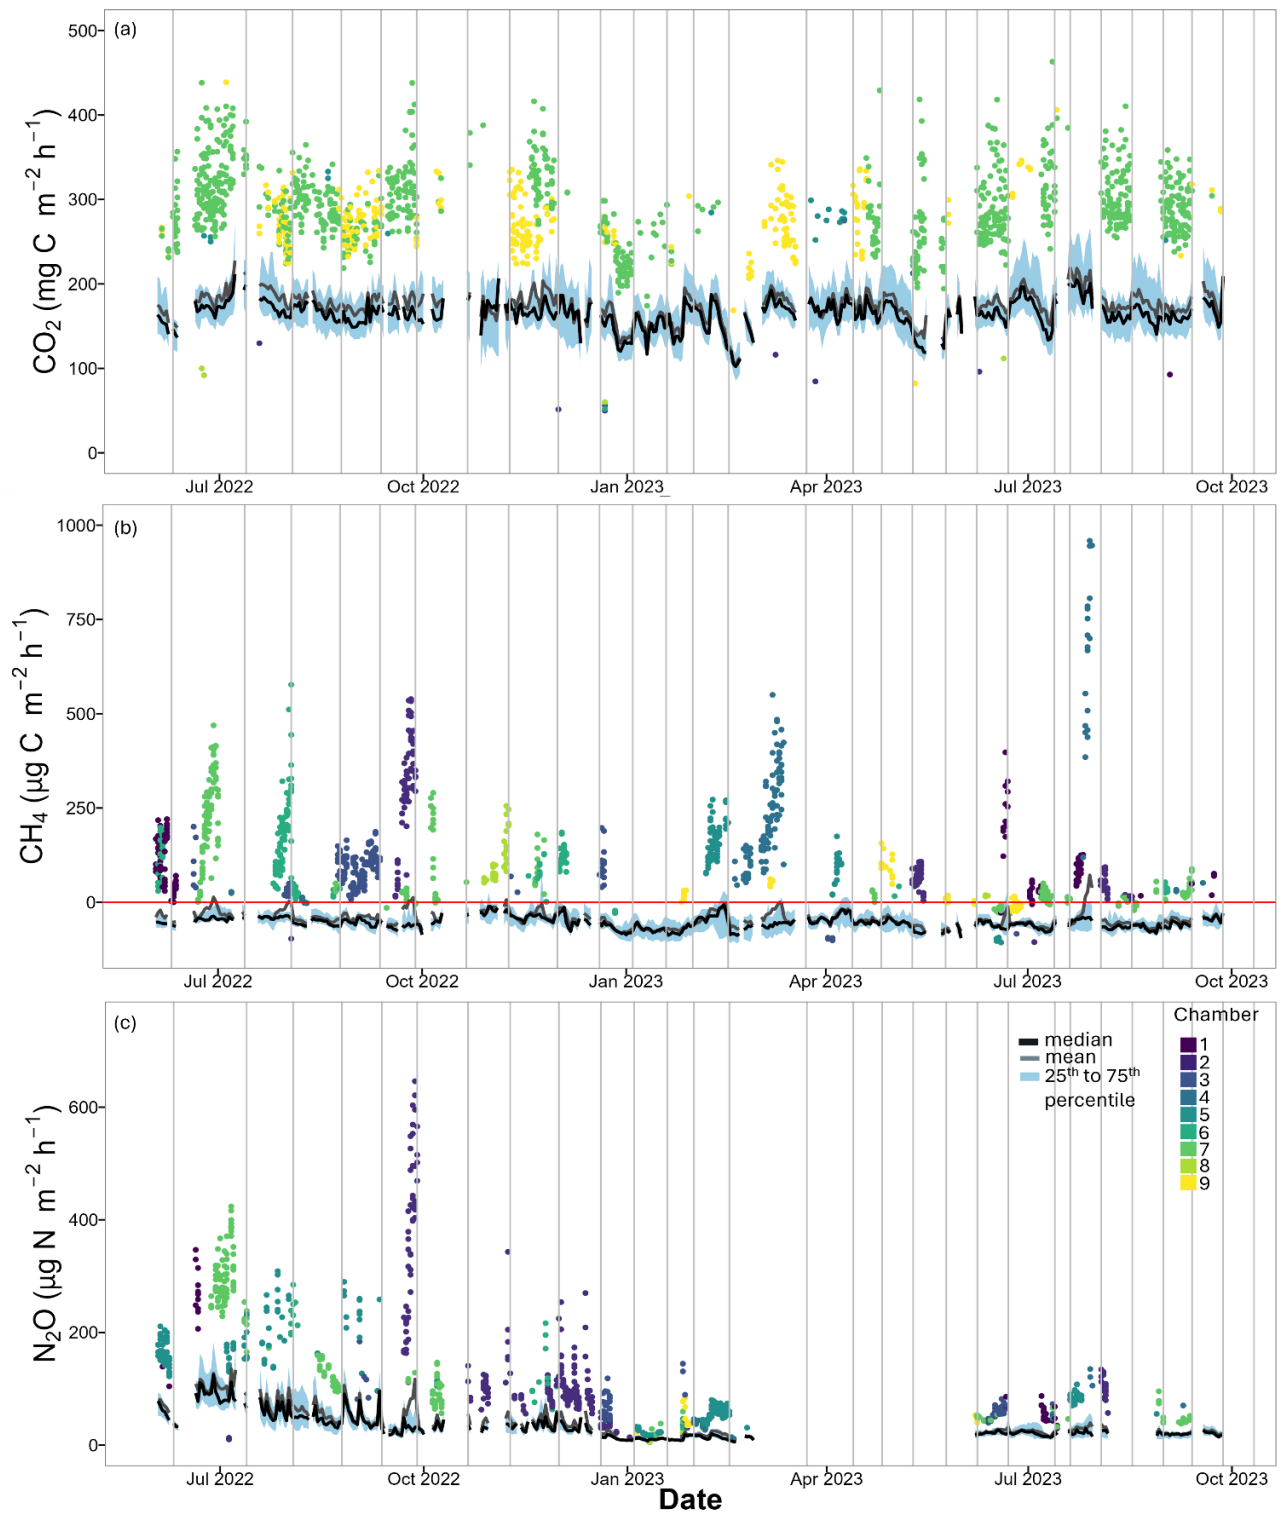 (a)
500
400
300
200
100
0
CO₂ (mg C m⁻² h⁻¹)
Jul 2022 Oct 2022 Jan 2023 Apr 2023 Jul 2023 Oct 2023
(b)
1000
750
500
250
0
CH₄ (µg C m⁻² h⁻¹)
Jul 2022 Oct 2022 Jan 2023 Apr 2023 Jul 2023 Oct 2023
(c)
600
400
200
0
N₂O (µg N m⁻² h⁻¹)
median
mean
25th to 75th
percentile
Chamber
1
2
3
4
5
6
7
8
9
Jul 2022 Oct 2022 Jan 2023 Apr 2023 Jul 2023 Oct 2023
Date